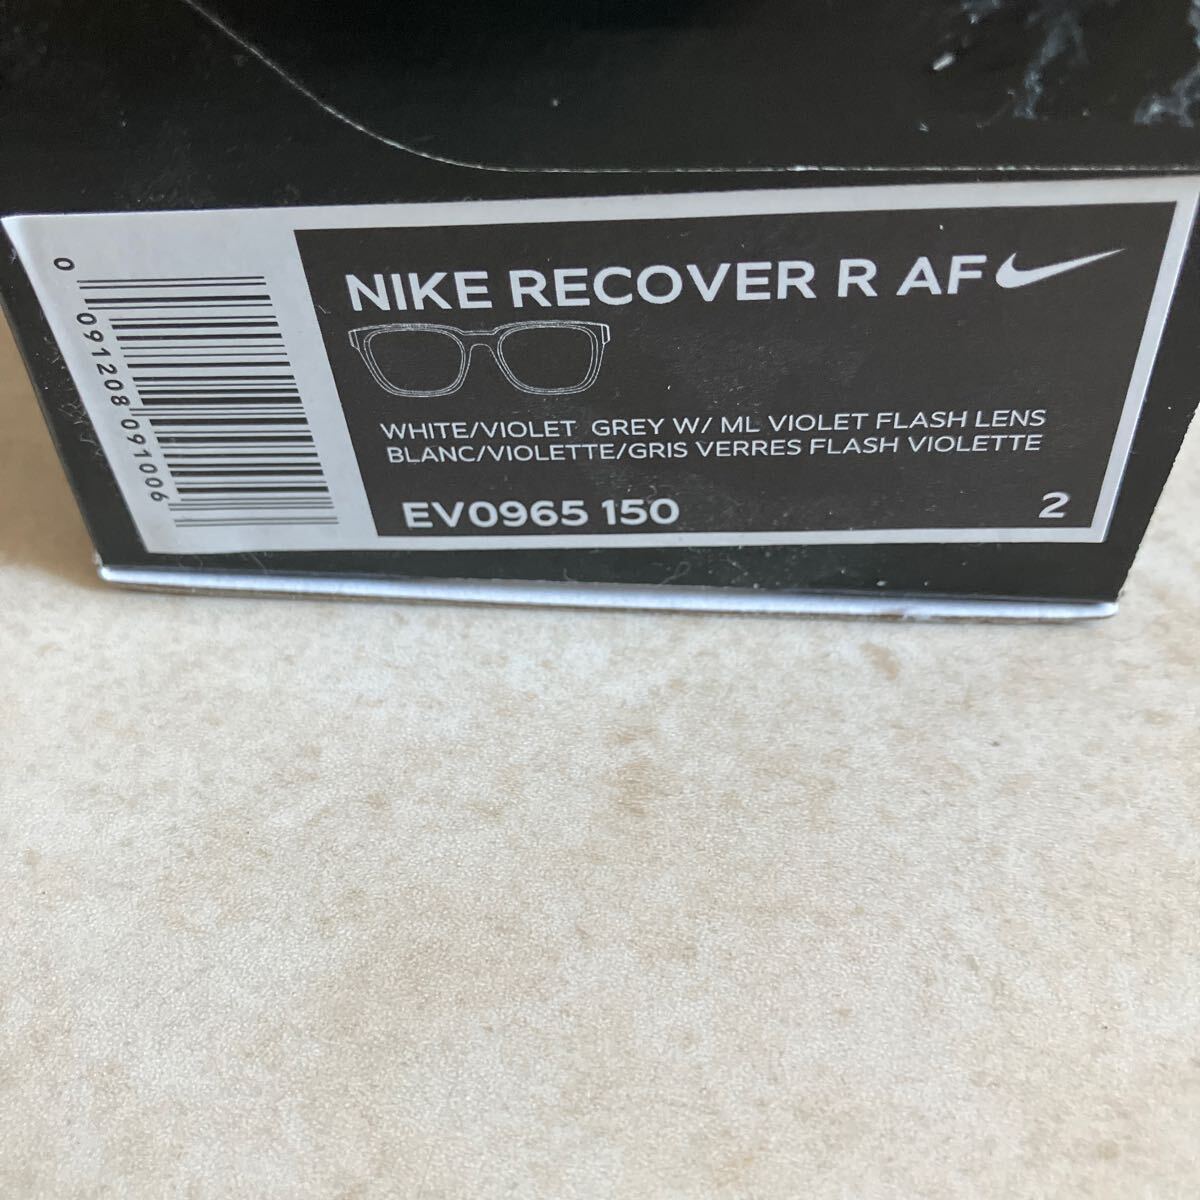 NIKE RECOVER R AF
WHITE/VIOLET GREY W/ ML VIOLET FLASH LENS
BLANC/VIOLETTE/GRIS VERRES FLASH VIOLETTE
EV0965 150
2
0 091208 091006